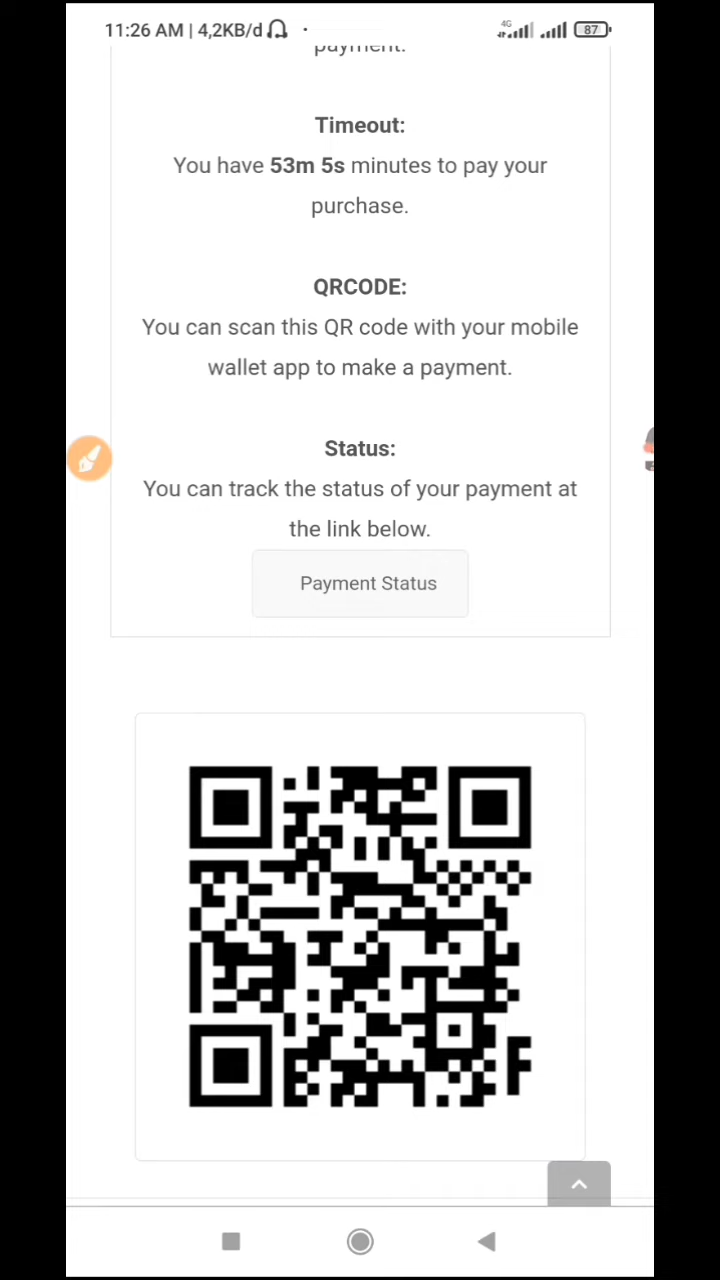 11:26 AM | 4,2KB/d
4G
87
payment.
Timeout:
You have 53m 5s minutes to pay your
purchase.
QRCODE:
You can scan this QR code with your mobile
wallet app to make a payment.
Status:
You can track the status of your payment at
the link below.
Payment Status